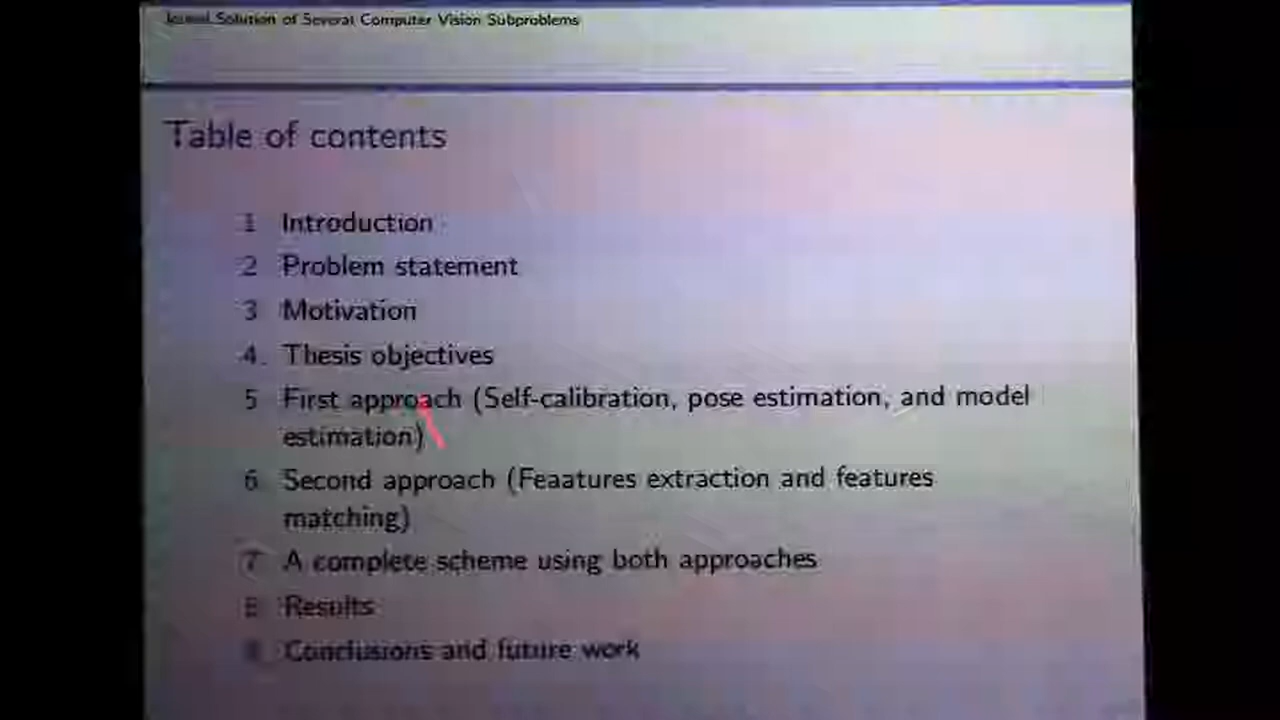 Solution of Several Computer Vision Subproblems
Table of contents
1 Introduction
2 Problem statement
3 Motivation
4. Thesis objectives
5 First approach (Self-calibration, pose estimation, and model
estimation)
6 Second approach (Feaatures extraction and features
matching)
7 A complete scheme using both approaches
8 Results
Conclusions and future work